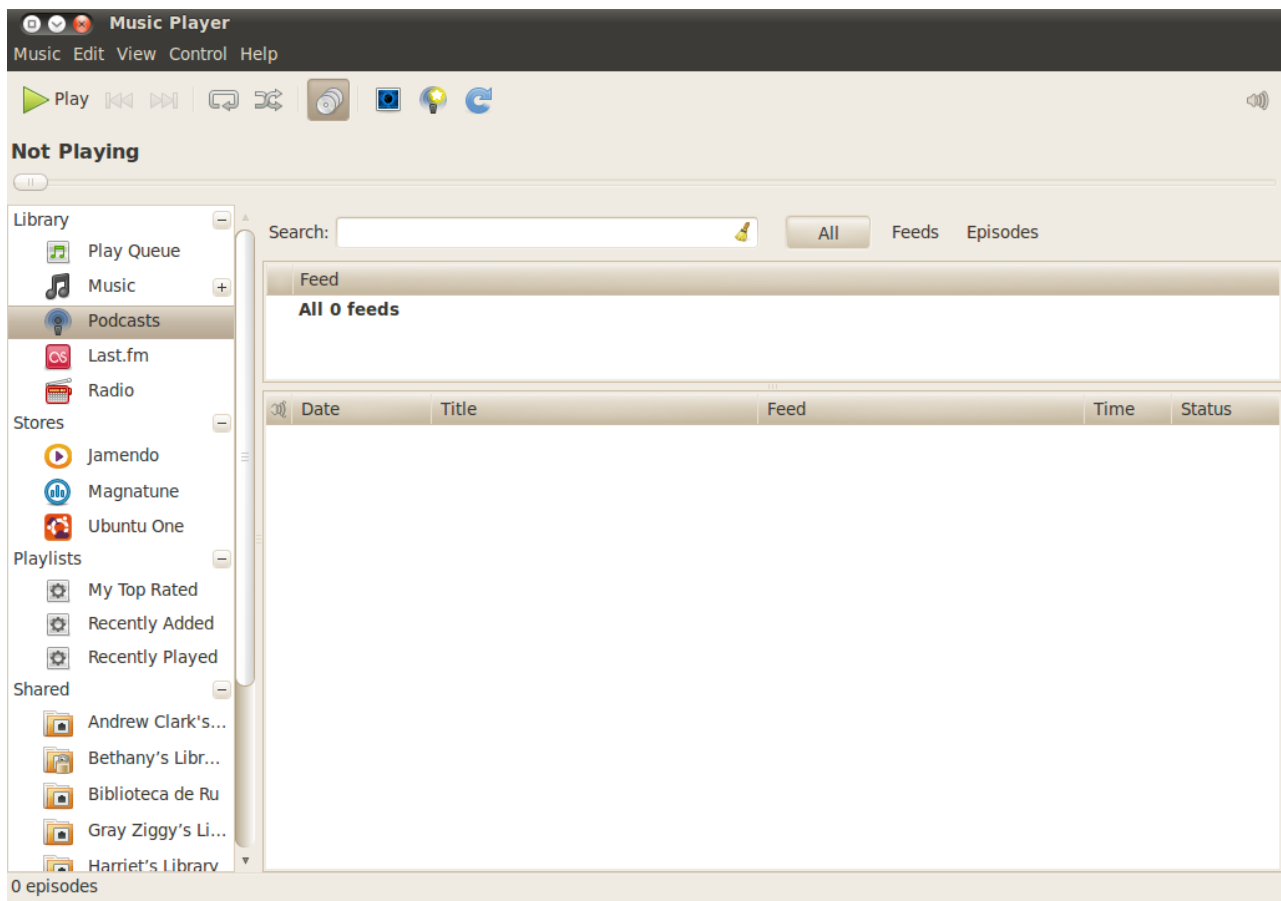 Music Player
Music Edit View Control Help
Play
Not Playing
Library
Play Queue
Music
Podcasts
Last.fm
Radio
Stores
Jamendo
Magnatune
Ubuntu One
Playlists
My Top Rated
Recently Added
Recently Played
Shared
Andrew Clark's...
Bethany’s Libr...
Biblioteca de Ru
Gray Ziggy’s Li...
Harriet’s Library
Search: All Feeds Episodes
Feed
All 0 feeds
Date Title Feed Time Status
0 episodes